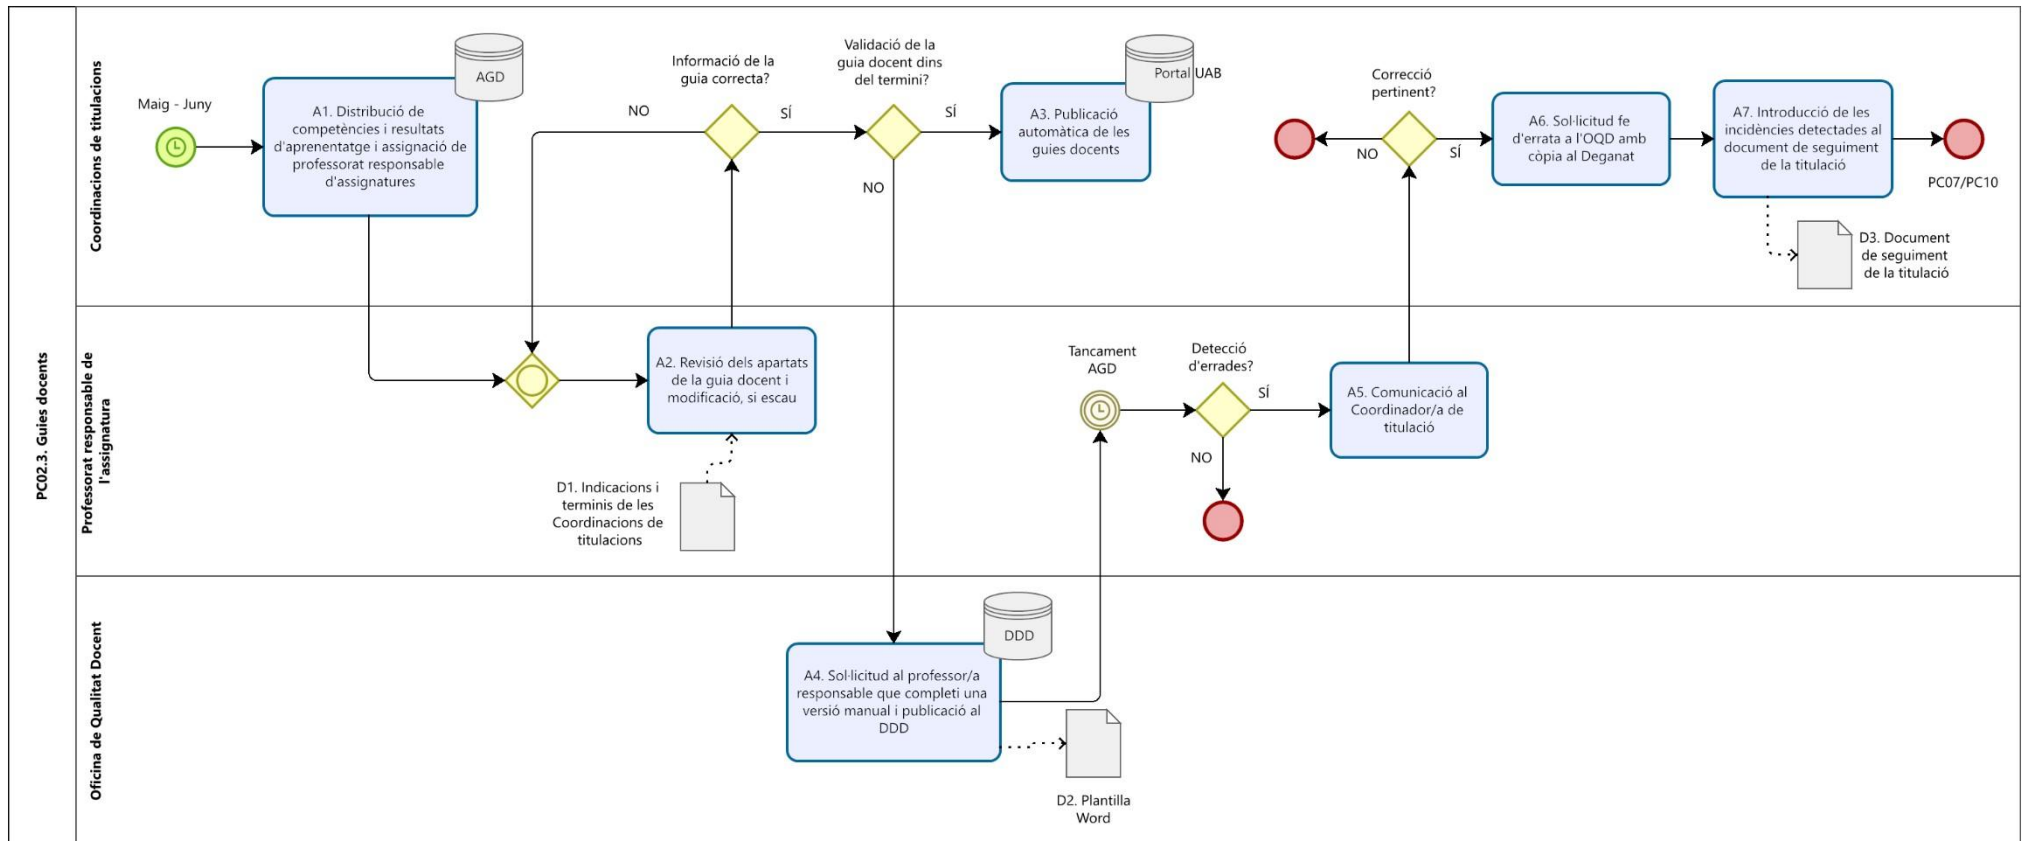 PC02.3. Guies docents
Coordinacions de titulacions
Maig - Juny
A1. Distribució de
competències i resultats
d'aprenentatge i assignació de
professorat responsable
d'assignatures
AGD
Informació de la
guia correcta?
NO
SÍ
Validació de la
guia docent dins
del termini?
SÍ
NO
A3. Publicació
automàtica de les
guies docents
Portal UAB
Correcció
pertinent?
NO
SÍ
A6. Sol·licitud fe
d'errata a l'OQD amb
còpia al Deganat
A7. Introducció de les
incidències detectades al
document de seguiment
de la titulació
PC07/PC10
D3. Document
de seguiment
de la titulació
Professorat responsable de
l'assignatura
A2. Revisió dels apartats
de la guia docent i
modificació, si escau
D1. Indicacions i
terminis de les
Coordinacions de
titulacions
Tancament
AGD
Detecció
d'errades?
SÍ
NO
A5. Comunicació al
Coordinador/a de
titulació
Oficina de Qualitat Docent
DDD
A4. Sol·licitud al professor/a
responsable que completi una
versió manual i publicació al
DDD
D2. Plantilla
Word